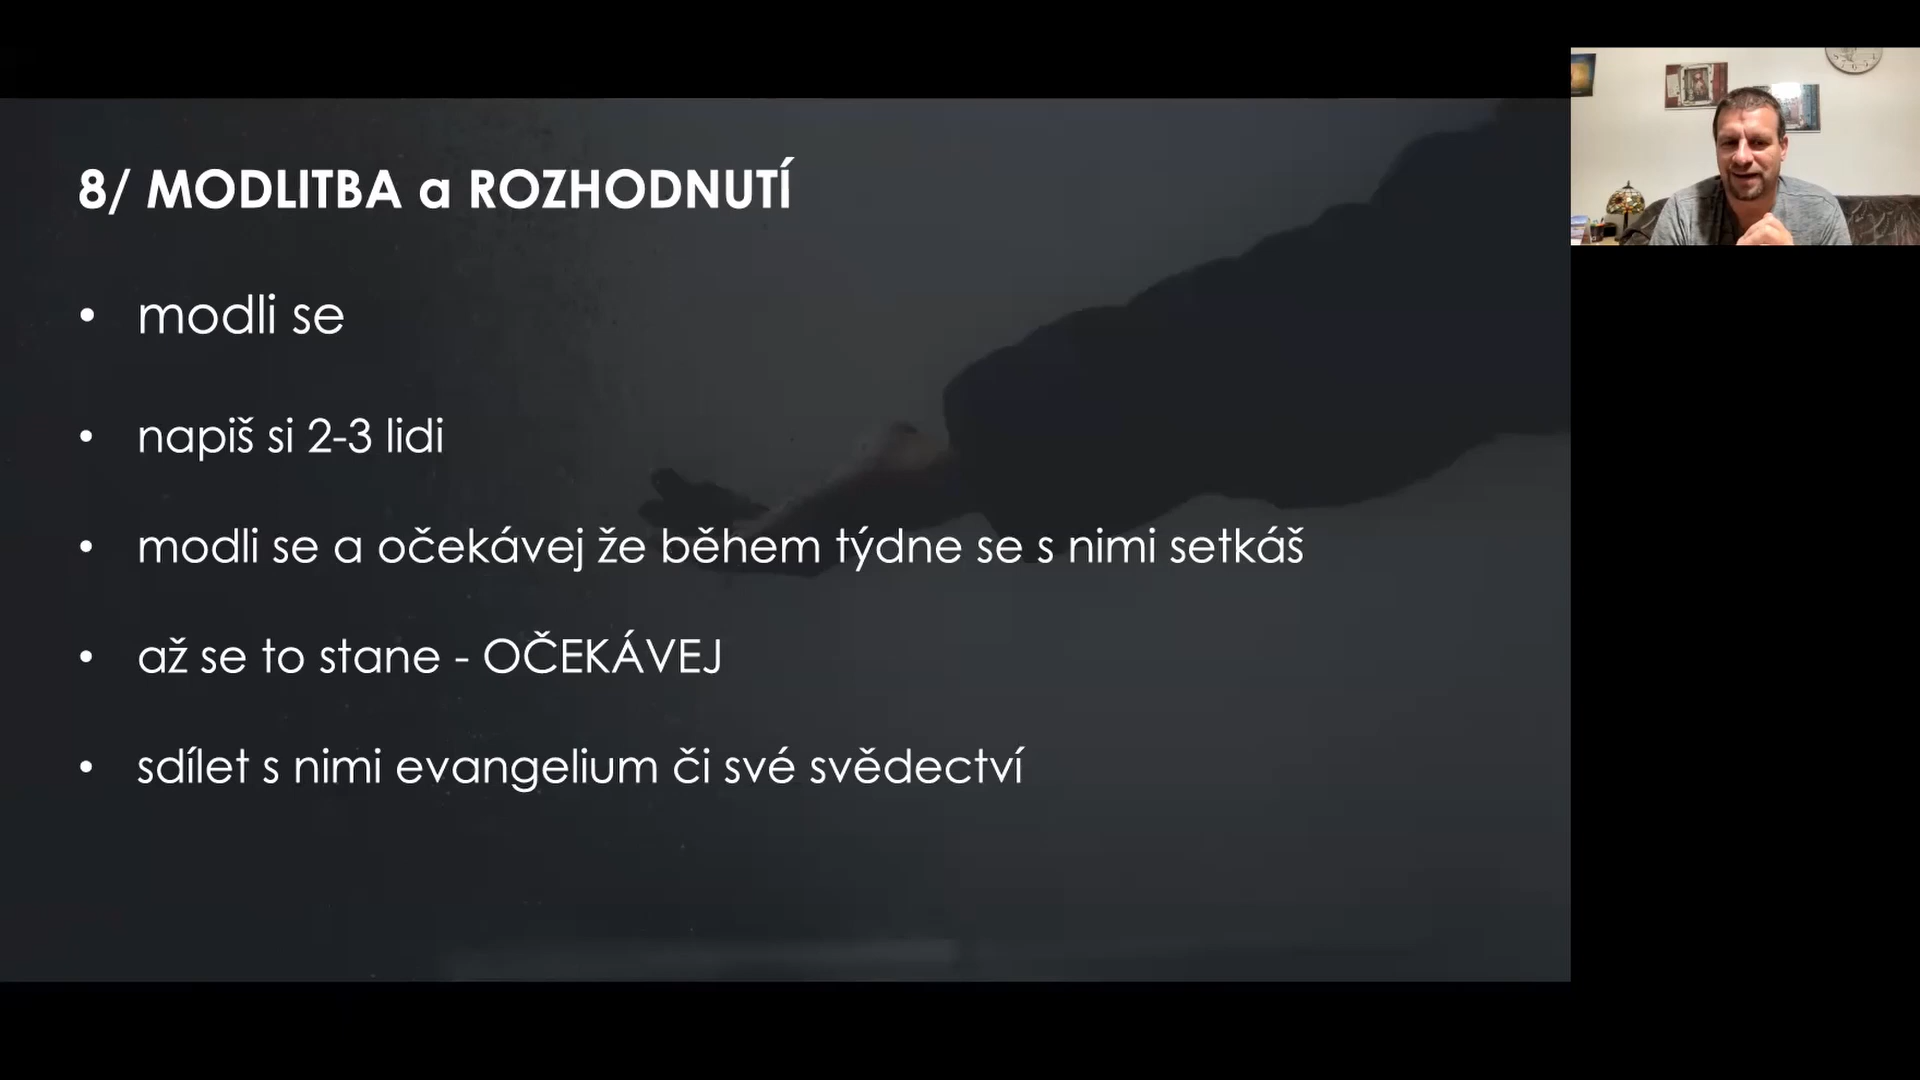 8/ MODLITBA a ROZHODNUTÍ
• modli se
• napiš si 2-3 lidi
• modli se a očekávej že během týdne se s nimi setkáš
• až se to stane - OČEKÁVEJ
• sdílet s nimi evangelium či své svědectví